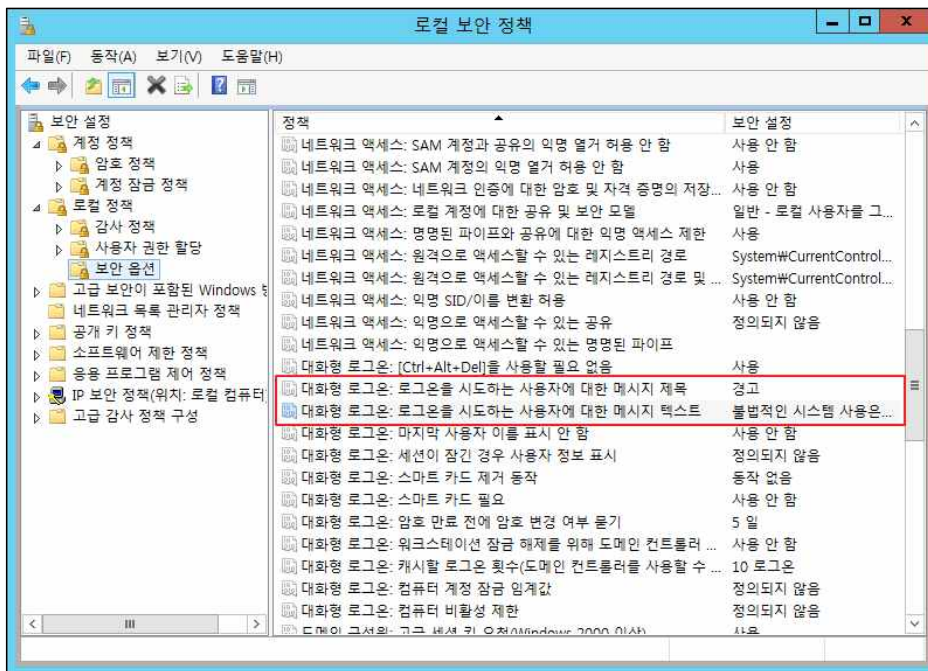 로컬 보안 정책
파일(F) 동작(A) 보기(V) 도움말(H)
보안 설정
계정 정책
암호 정책
계정 잠금 정책
로컬 정책
감사 정책
사용자 권한 할당
보안 옵션
고급 보안이 포함된 Windows
네트워크 목록 관리자 정책
공개 키 정책
소프트웨어 제한 정책
응용 프로그램 제어 정책
IP 보안 정책(위치: 로컬 컴퓨터
고급 감사 정책 구성
정책 보안 설정
네트워크 액세스: SAM 계정과 공유의 익명 열거 허용 안 함 사용 안 함
네트워크 액세스: SAM 계정의 익명 열거 허용 안 함 사용
네트워크 액세스: 네트워크 인증에 대한 암호 및 자격 증명의 저장... 사용 안 함
네트워크 액세스: 로컬 계정에 대한 공유 및 보안 모델 일반 - 로컬 사용자를 그...
네트워크 액세스: 명명된 파이프와 공유에 대한 익명 액세스 제한 사용
네트워크 액세스: 원격으로 액세스할 수 있는 레지스트리 경로 System₩CurrentControl...
네트워크 액세스: 원격으로 액세스할 수 있는 레지스트리 경로 및 ... System₩CurrentControl...
네트워크 액세스: 익명 SID/이름 변환 허용 사용 안 함
네트워크 액세스: 익명으로 액세스할 수 있는 공유 정의되지 않음
네트워크 액세스: 익명으로 액세스할 수 있는 명명된 파이프
대화형 로그온: [Ctrl+Alt+Del]을 사용할 필요 없음 사용
대화형 로그온: 로그온을 시도하는 사용자에 대한 메시지 제목 경고
대화형 로그온: 로그온을 시도하는 사용자에 대한 메시지 텍스트 불법적인 시스템 사용은...
대화형 로그온: 마지막 사용자 이름 표시 안 함 사용 안 함
대화형 로그온: 세션이 잠긴 경우 사용자 정보 표시 정의되지 않음
대화형 로그온: 스마트 카드 제거 동작 동작 없음
대화형 로그온: 스마트 카드 필요 사용 안 함
대화형 로그온: 암호 만료 전에 암호 변경 여부 묻기 5 일
대화형 로그온: 워크스테이션 잠금 해제를 위해 도메인 컨트롤러 ... 사용 안 함
대화형 로그온: 캐시할 로그온 횟수(도메인 컨트롤러를 사용할 수 ... 10 로그온
대화형 로그온: 컴퓨터 계정 잠금 임계값 정의되지 않음
대화형 로그온: 컴퓨터 비활성 제한 정의되지 않음
도메인 구성원: 고급 세션 키 요청(Windows 2000 이상) 사용